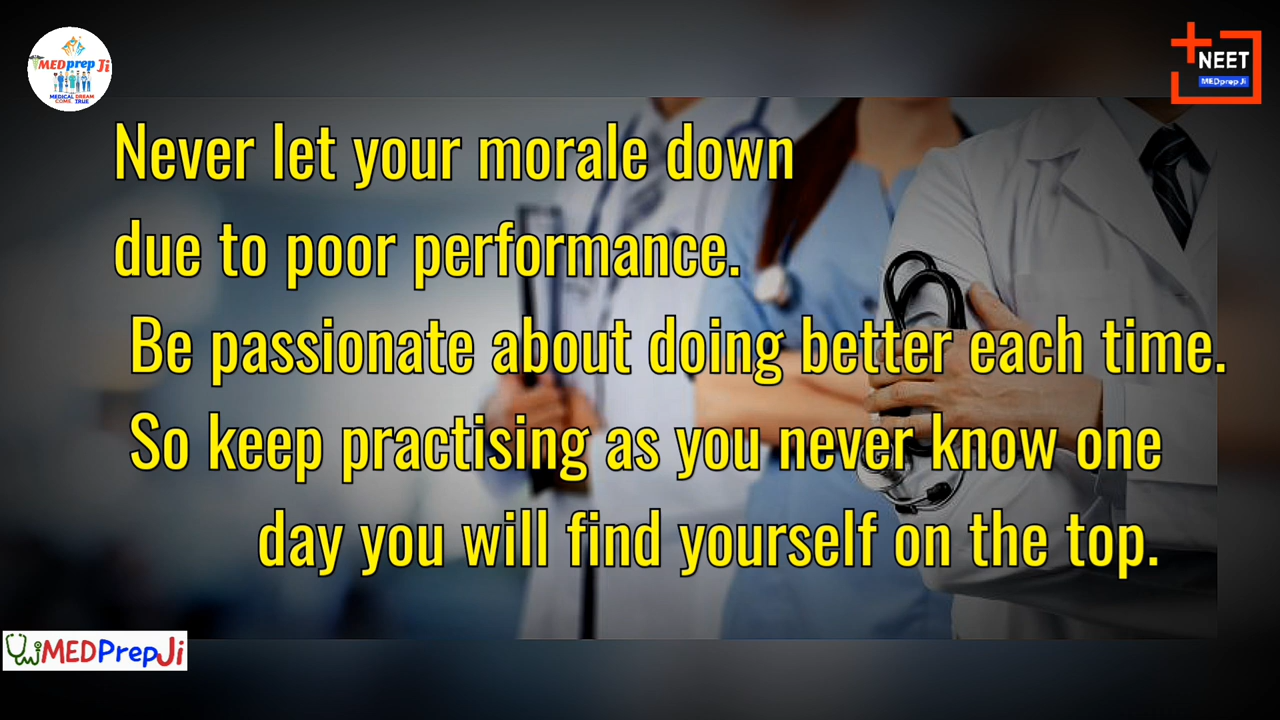 MEDprep Ji
MEDICAL DREAM
COME TRUE
NEET
MEDprep Ji
Never let your morale down
due to poor performance.
Be passionate about doing better each time.
So keep practising as you never know one
day you will find yourself on the top.
MEDPrepJi